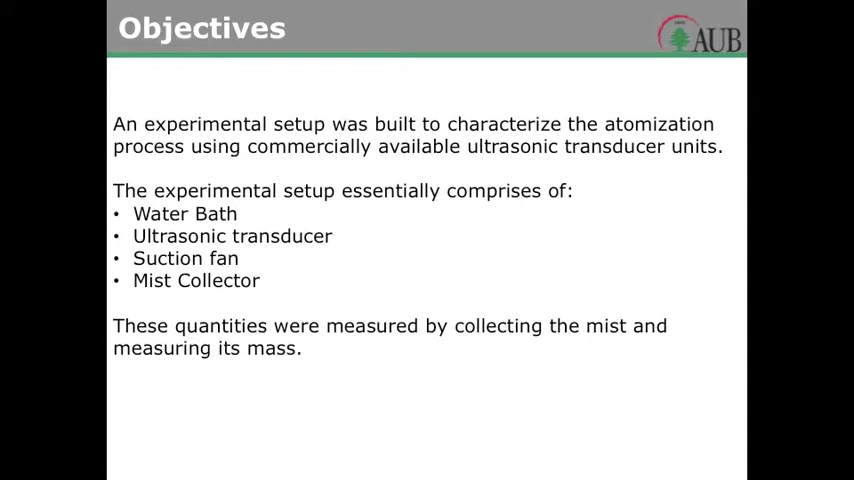 Objectives
AUB
An experimental setup was built to characterize the atomization
process using commercially available ultrasonic transducer units.
The experimental setup essentially comprises of:
• Water Bath
• Ultrasonic transducer
• Suction fan
• Mist Collector
These quantities were measured by collecting the mist and
measuring its mass.